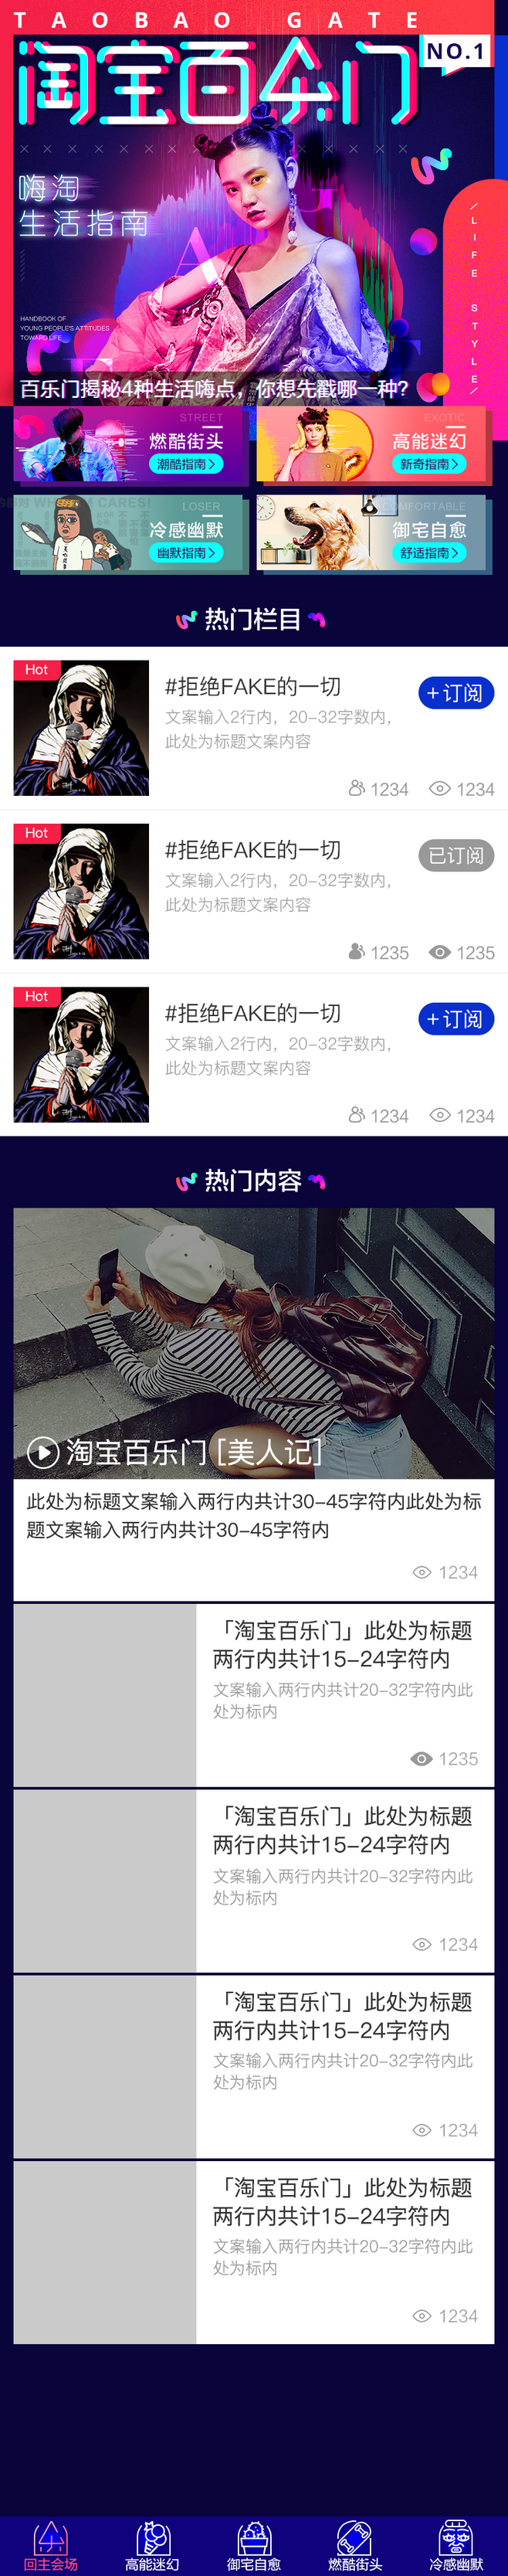 TAOBAO GATE
淘宝百乐门
NO.1
嗨淘
生活指南
/ LIFE STYLE /
HANDBOOK OF
YOUNG PEOPLE'S ATTITUDES
TOWARD LIFE
百乐门揭秘4种生活嗨点，你想先戳哪一种?
STREET
燃酷街头
潮酷指南>
EXOTIC
高能迷幻
新奇指南>
CARES!
LOSER
冷感幽默
幽默指南>
COMFORTABLE
御宅自愈
舒适指南>
热门栏目
Hot
#拒绝FAKE的一切
+订阅
文案输入2行内，20-32字数内，
此处为标题文案内容
1234 1234
Hot
#拒绝FAKE的一切
已订阅
文案输入2行内，20-32字数内，
此处为标题文案内容
1235 1235
Hot
#拒绝FAKE的一切
+订阅
文案输入2行内，20-32字数内，
此处为标题文案内容
1234 1234
热门内容
淘宝百乐门 [美人记]
此处为标题文案输入两行内共计30-45字符内此处为标
题文案输入两行内共计30-45字符内
1234
「淘宝百乐门」此处为标题
两行内共计15-24字符内
文案输入两行内共计20-32字符内此
处为标内
1235
「淘宝百乐门」此处为标题
两行内共计15-24字符内
文案输入两行内共计20-32字符内此
处为标内
1234
「淘宝百乐门」此处为标题
两行内共计15-24字符内
文案输入两行内共计20-32字符内此
处为标内
1234
「淘宝百乐门」此处为标题
两行内共计15-24字符内
文案输入两行内共计20-32字符内此
处为标内
1234
回主会场 高能迷幻 御宅自愈 燃酷街头 冷感幽默